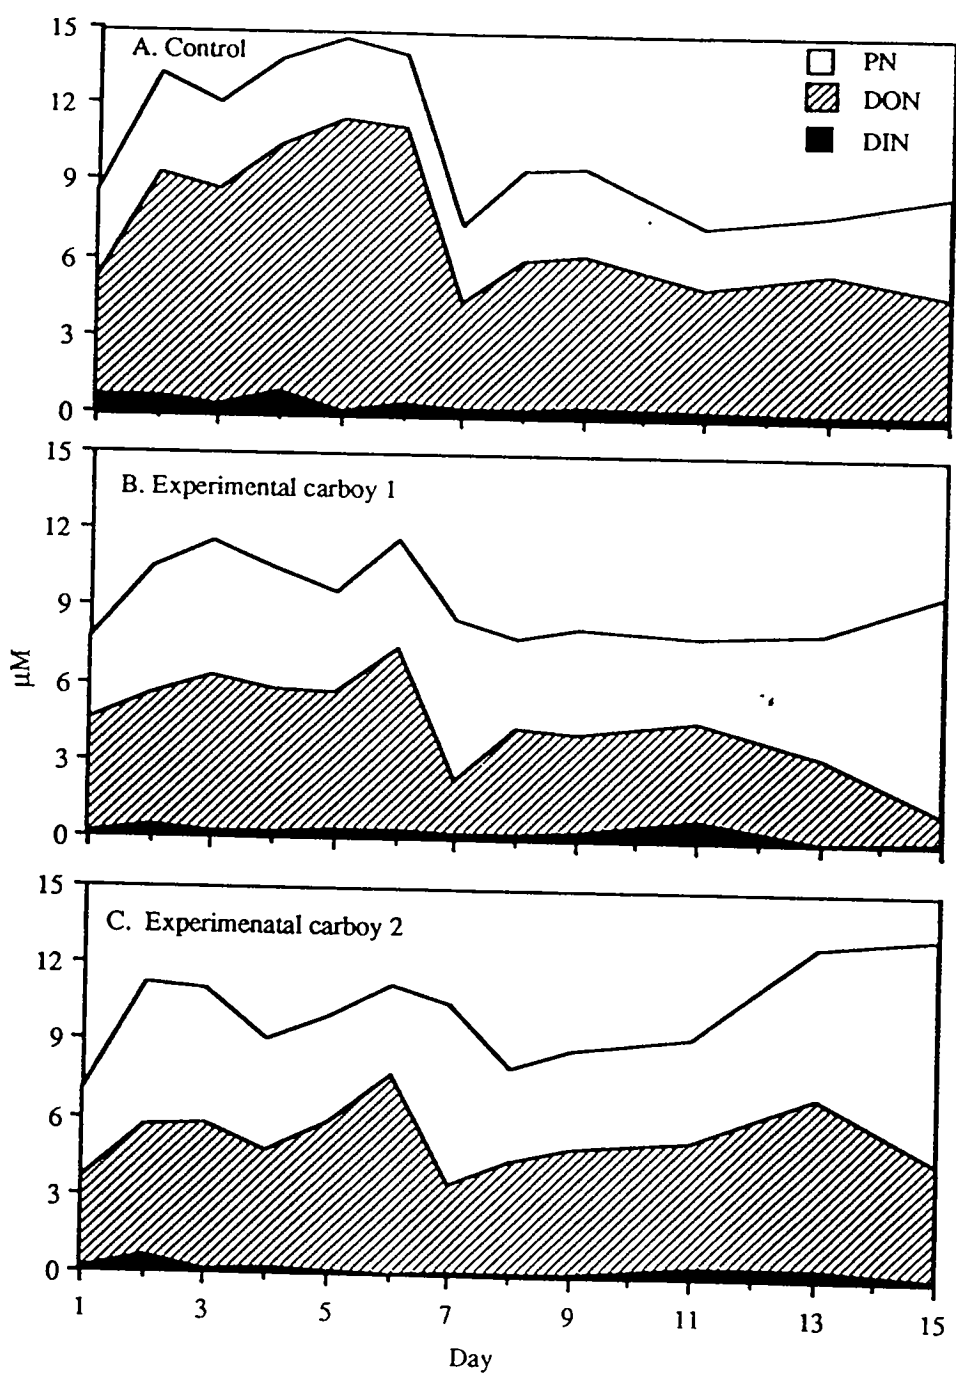 A. Control
PN
DON
DIN
15
12
9
6
3
0
B. Experimental carboy 1
15
12
9
6
3
0
μM
C. Experimenatal carboy 2
15
12
9
6
3
0
1 3 5 7 9 11 13 15
Day